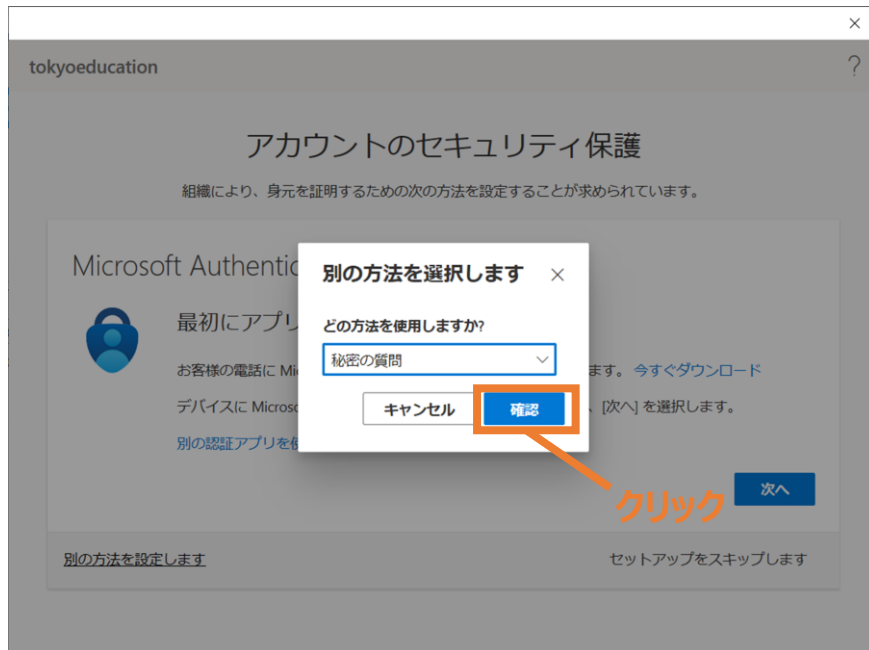 tokyoeducation
?
アカウントのセキュリティ保護
組織により、身元を証明するための次の方法を設定することが求められています。
Microsoft Authentic
別の方法を選択します
最初にアプリ
どの方法を使用しますか?
秘密の質問
お客様の電話に Mi
ます。 今すぐダウンロード
キャンセル 確認
デバイスに Microso
、[次へ] を選択します。
別の認証アプリを使
次へ
クリック
別の方法を設定します
セットアップをスキップします